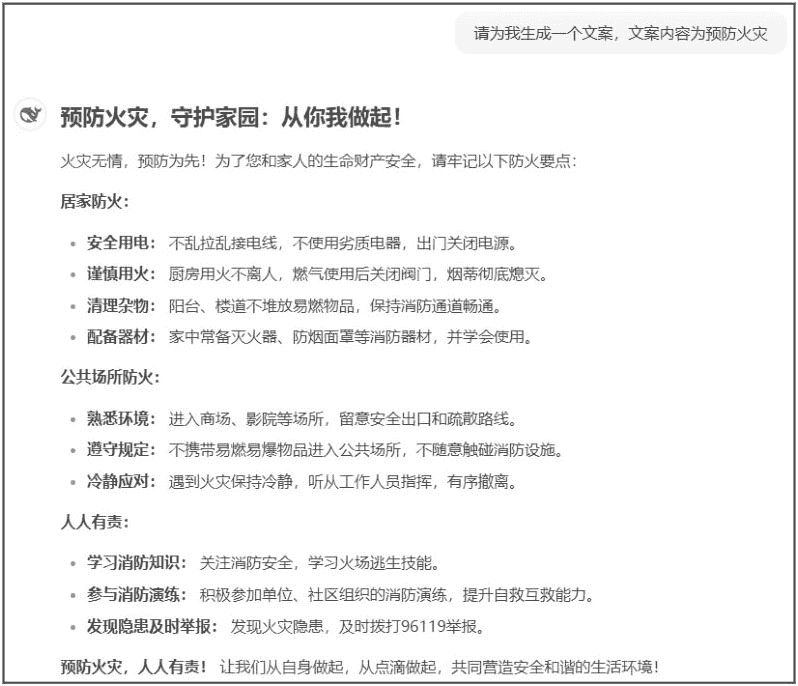 请为我生成一个文案，文案内容为预防火灾
预防火灾，守护家园：从你我做起！
火灾无情，预防为先！为了您和家人的生命财产安全，请牢记以下防火要点：
居家防火：
• 安全用电： 不乱拉乱接电线，不使用劣质电器，出门关闭电源。
• 谨慎用火： 厨房用火不离人，燃气使用后关闭阀门，烟蒂彻底熄灭。
• 清理杂物： 阳台、楼道不堆放易燃物品，保持消防通道畅通。
• 配备器材： 家中常备灭火器、防烟面罩等消防器材，并学会使用。
公共场所防火：
• 熟悉环境： 进入商场、影院等场所，留意安全出口和疏散路线。
• 遵守规定： 不携带易燃易爆物品进入公共场所，不随意触碰消防设施。
• 冷静应对： 遇到火灾保持冷静，听从工作人员指挥，有序撤离。
人人有责：
• 学习消防知识： 关注消防安全，学习火场逃生技能。
• 参与消防演练： 积极参加单位、社区组织的消防演练，提升自救互救能力。
• 发现隐患及时举报： 发现火灾隐患，及时拨打96119举报。
预防火灾，人人有责！ 让我们从自身做起，从点滴做起，共同营造安全和谐的生活环境！